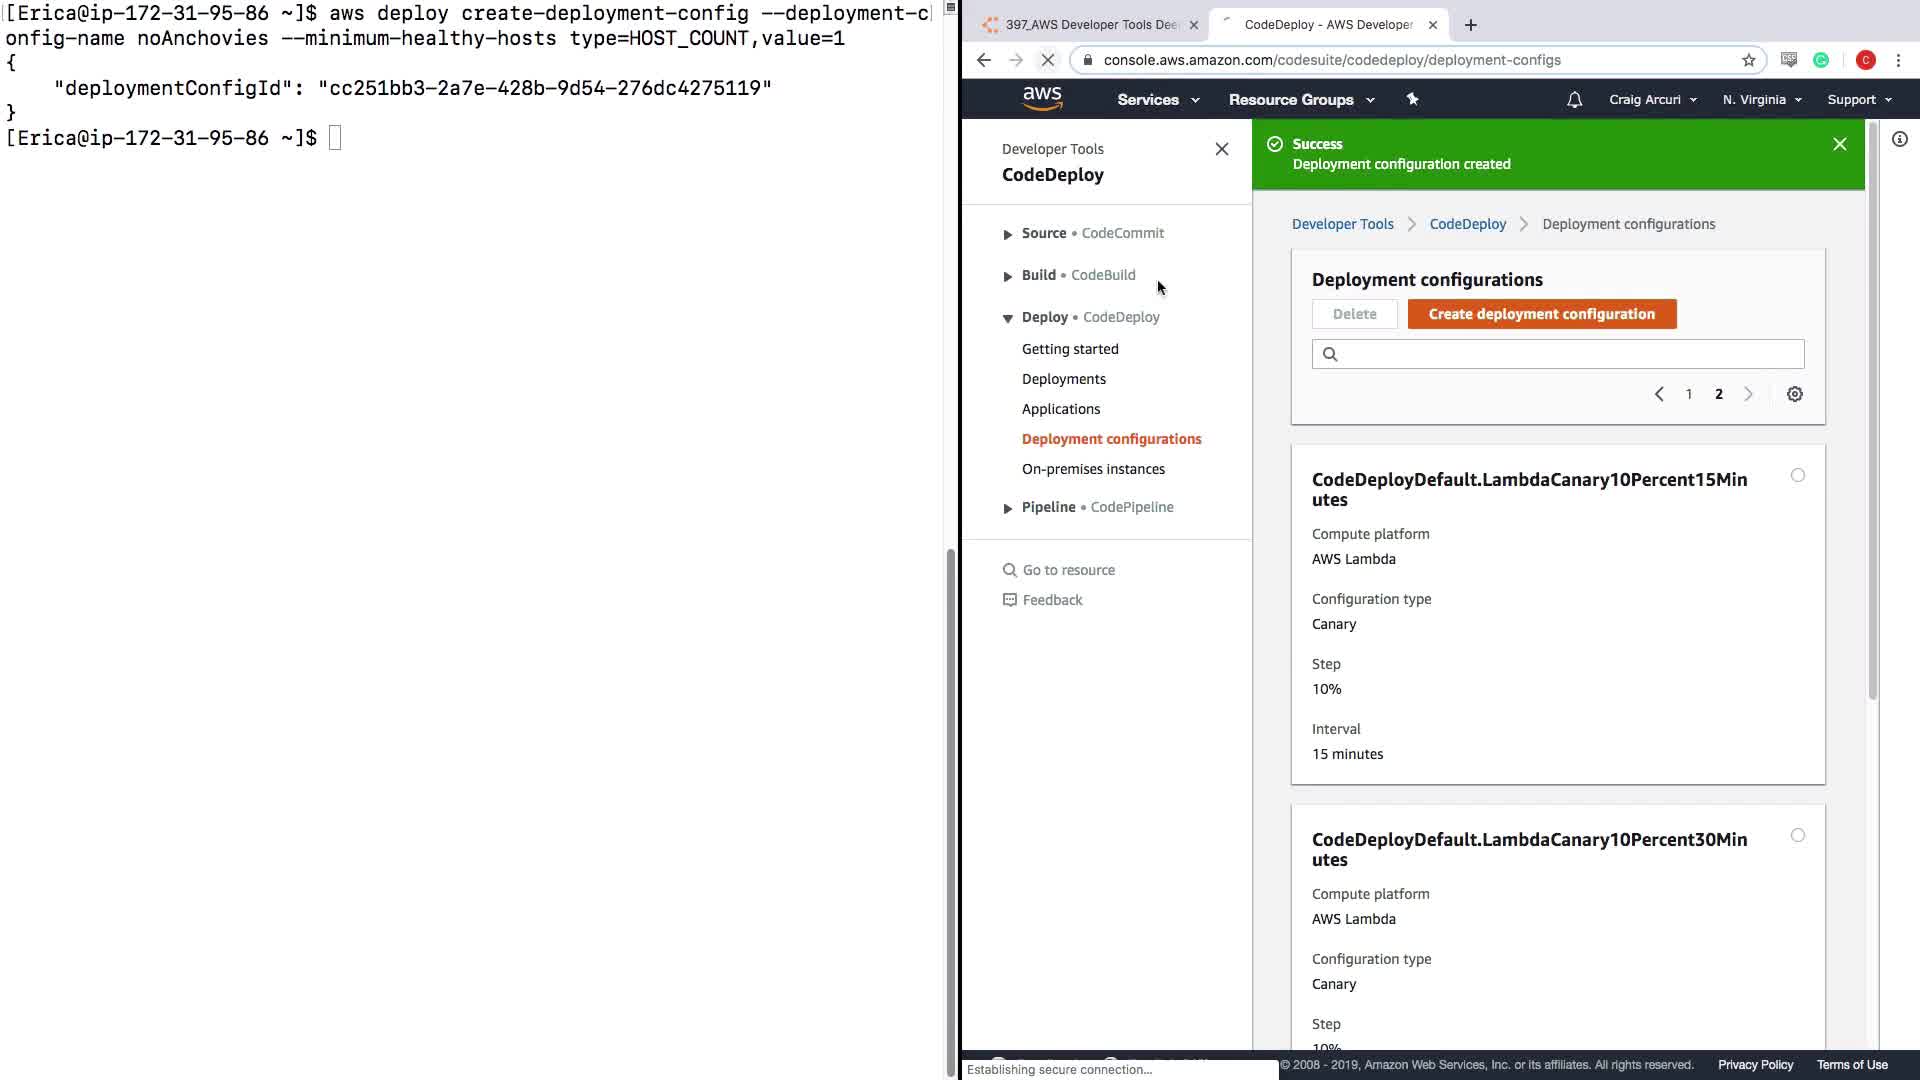 [Erica@ip-172-31-95-86 ~]$ aws deploy create-deployment-config --deployment-c
onfig-name noAnchovies --minimum-healthy-hosts type=HOST_COUNT,value=1
{
"deploymentConfigId": "cc251bb3-2a7e-428b-9d54-276dc4275119"
}
[Erica@ip-172-31-95-86 ~]$
397_AWS Developer Tools Dee
CodeDeploy - AWS Developer
console.aws.amazon.com/codesuite/codedeploy/deployment-configs
C
aws
Services
Resource Groups
Craig Arcuri
N. Virginia
Support
Developer Tools
CodeDeploy
Source • CodeCommit
Build • CodeBuild
Deploy • CodeDeploy
Getting started
Deployments
Applications
Deployment configurations
On-premises instances
Pipeline • CodePipeline
Go to resource
Feedback
Success
Deployment configuration created
Developer Tools
CodeDeploy
Deployment configurations
Deployment configurations
Delete
Create deployment configuration
1
2
CodeDeployDefault.LambdaCanary10Percent15Min
utes
Compute platform
AWS Lambda
Configuration type
Canary
Step
10%
Interval
15 minutes
CodeDeployDefault.LambdaCanary10Percent30Min
utes
Compute platform
AWS Lambda
Configuration type
Canary
Step
10%
Establishing secure connection...
© 2008 - 2019, Amazon Web Services, Inc. or its affiliates. All rights reserved.
Privacy Policy
Terms of Use